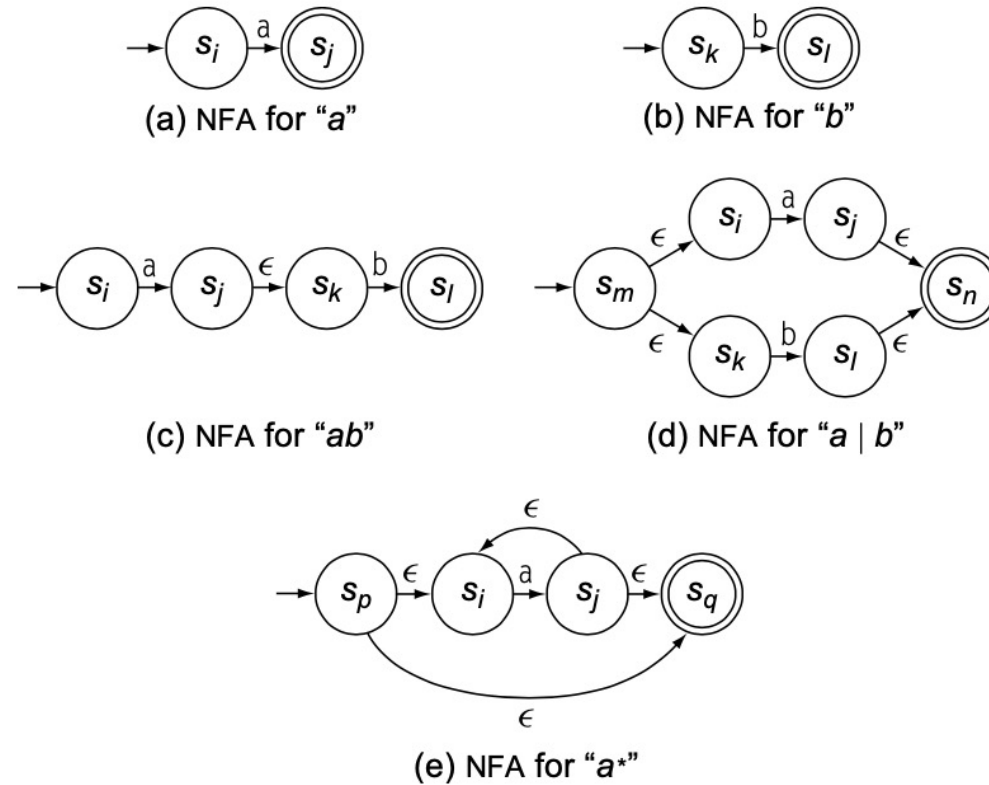 s_i a s_j
(a) NFA for “a”
s_k b s_l
(b) NFA for “b”
s_i a s_j ϵ s_k b s_l
(c) NFA for “ab”
s_m ϵ s_i a s_j ϵ s_n
ϵ s_k b s_l ϵ
(d) NFA for “a | b”
ϵ
s_p ϵ s_i a s_j ϵ s_q
ϵ
(e) NFA for “a*”